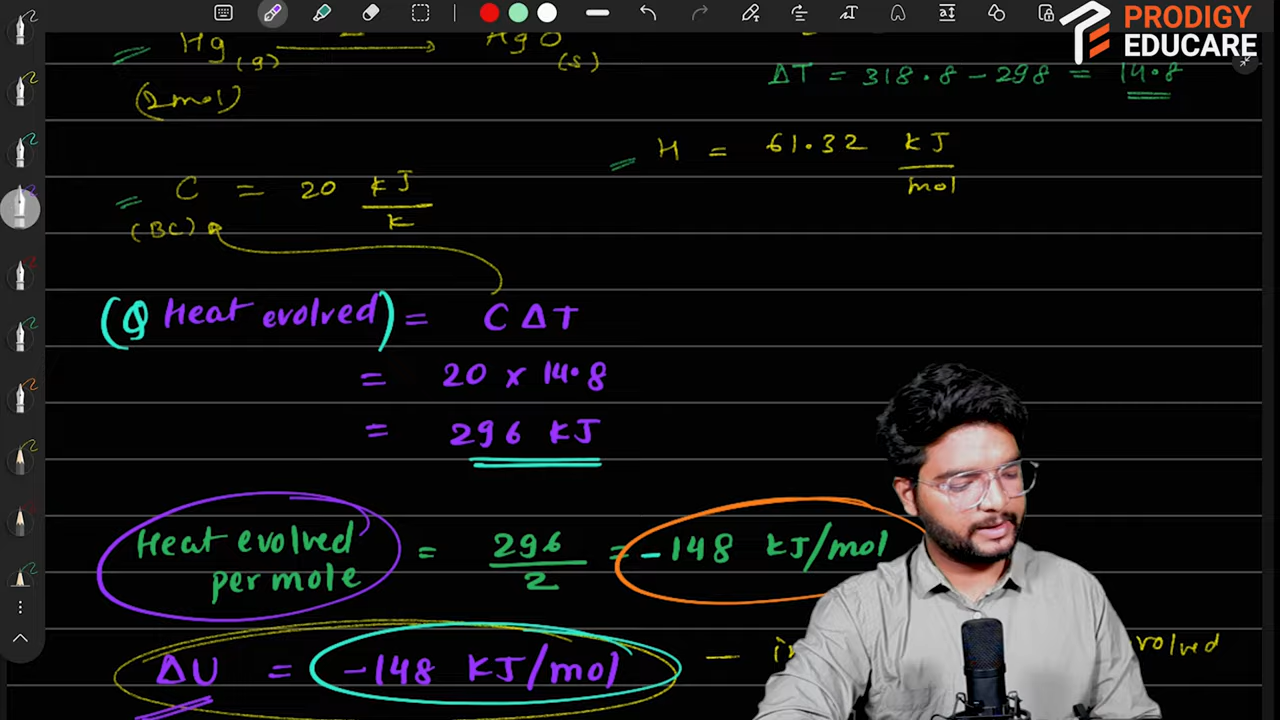 PRODIGY
EDUCARE
Hg(g) → HgO(s)
(2mol)
ΔT = 318.8 - 298 = 14.8
H = 61.32 kJ/mol
C = 20 kJ/k
(BC)
(Q Heat evolved) = C Δ T
= 20 x 14.8
= 296 KJ
Heat evolved per mole = 296/2 = -148 KJ/mol
ΔU = -148 KJ/mol —